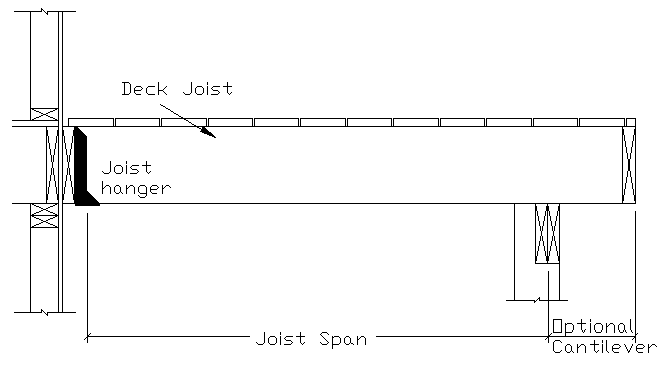 Deck Joist
Joist
hanger
Joist Span
Optional
Cantilever